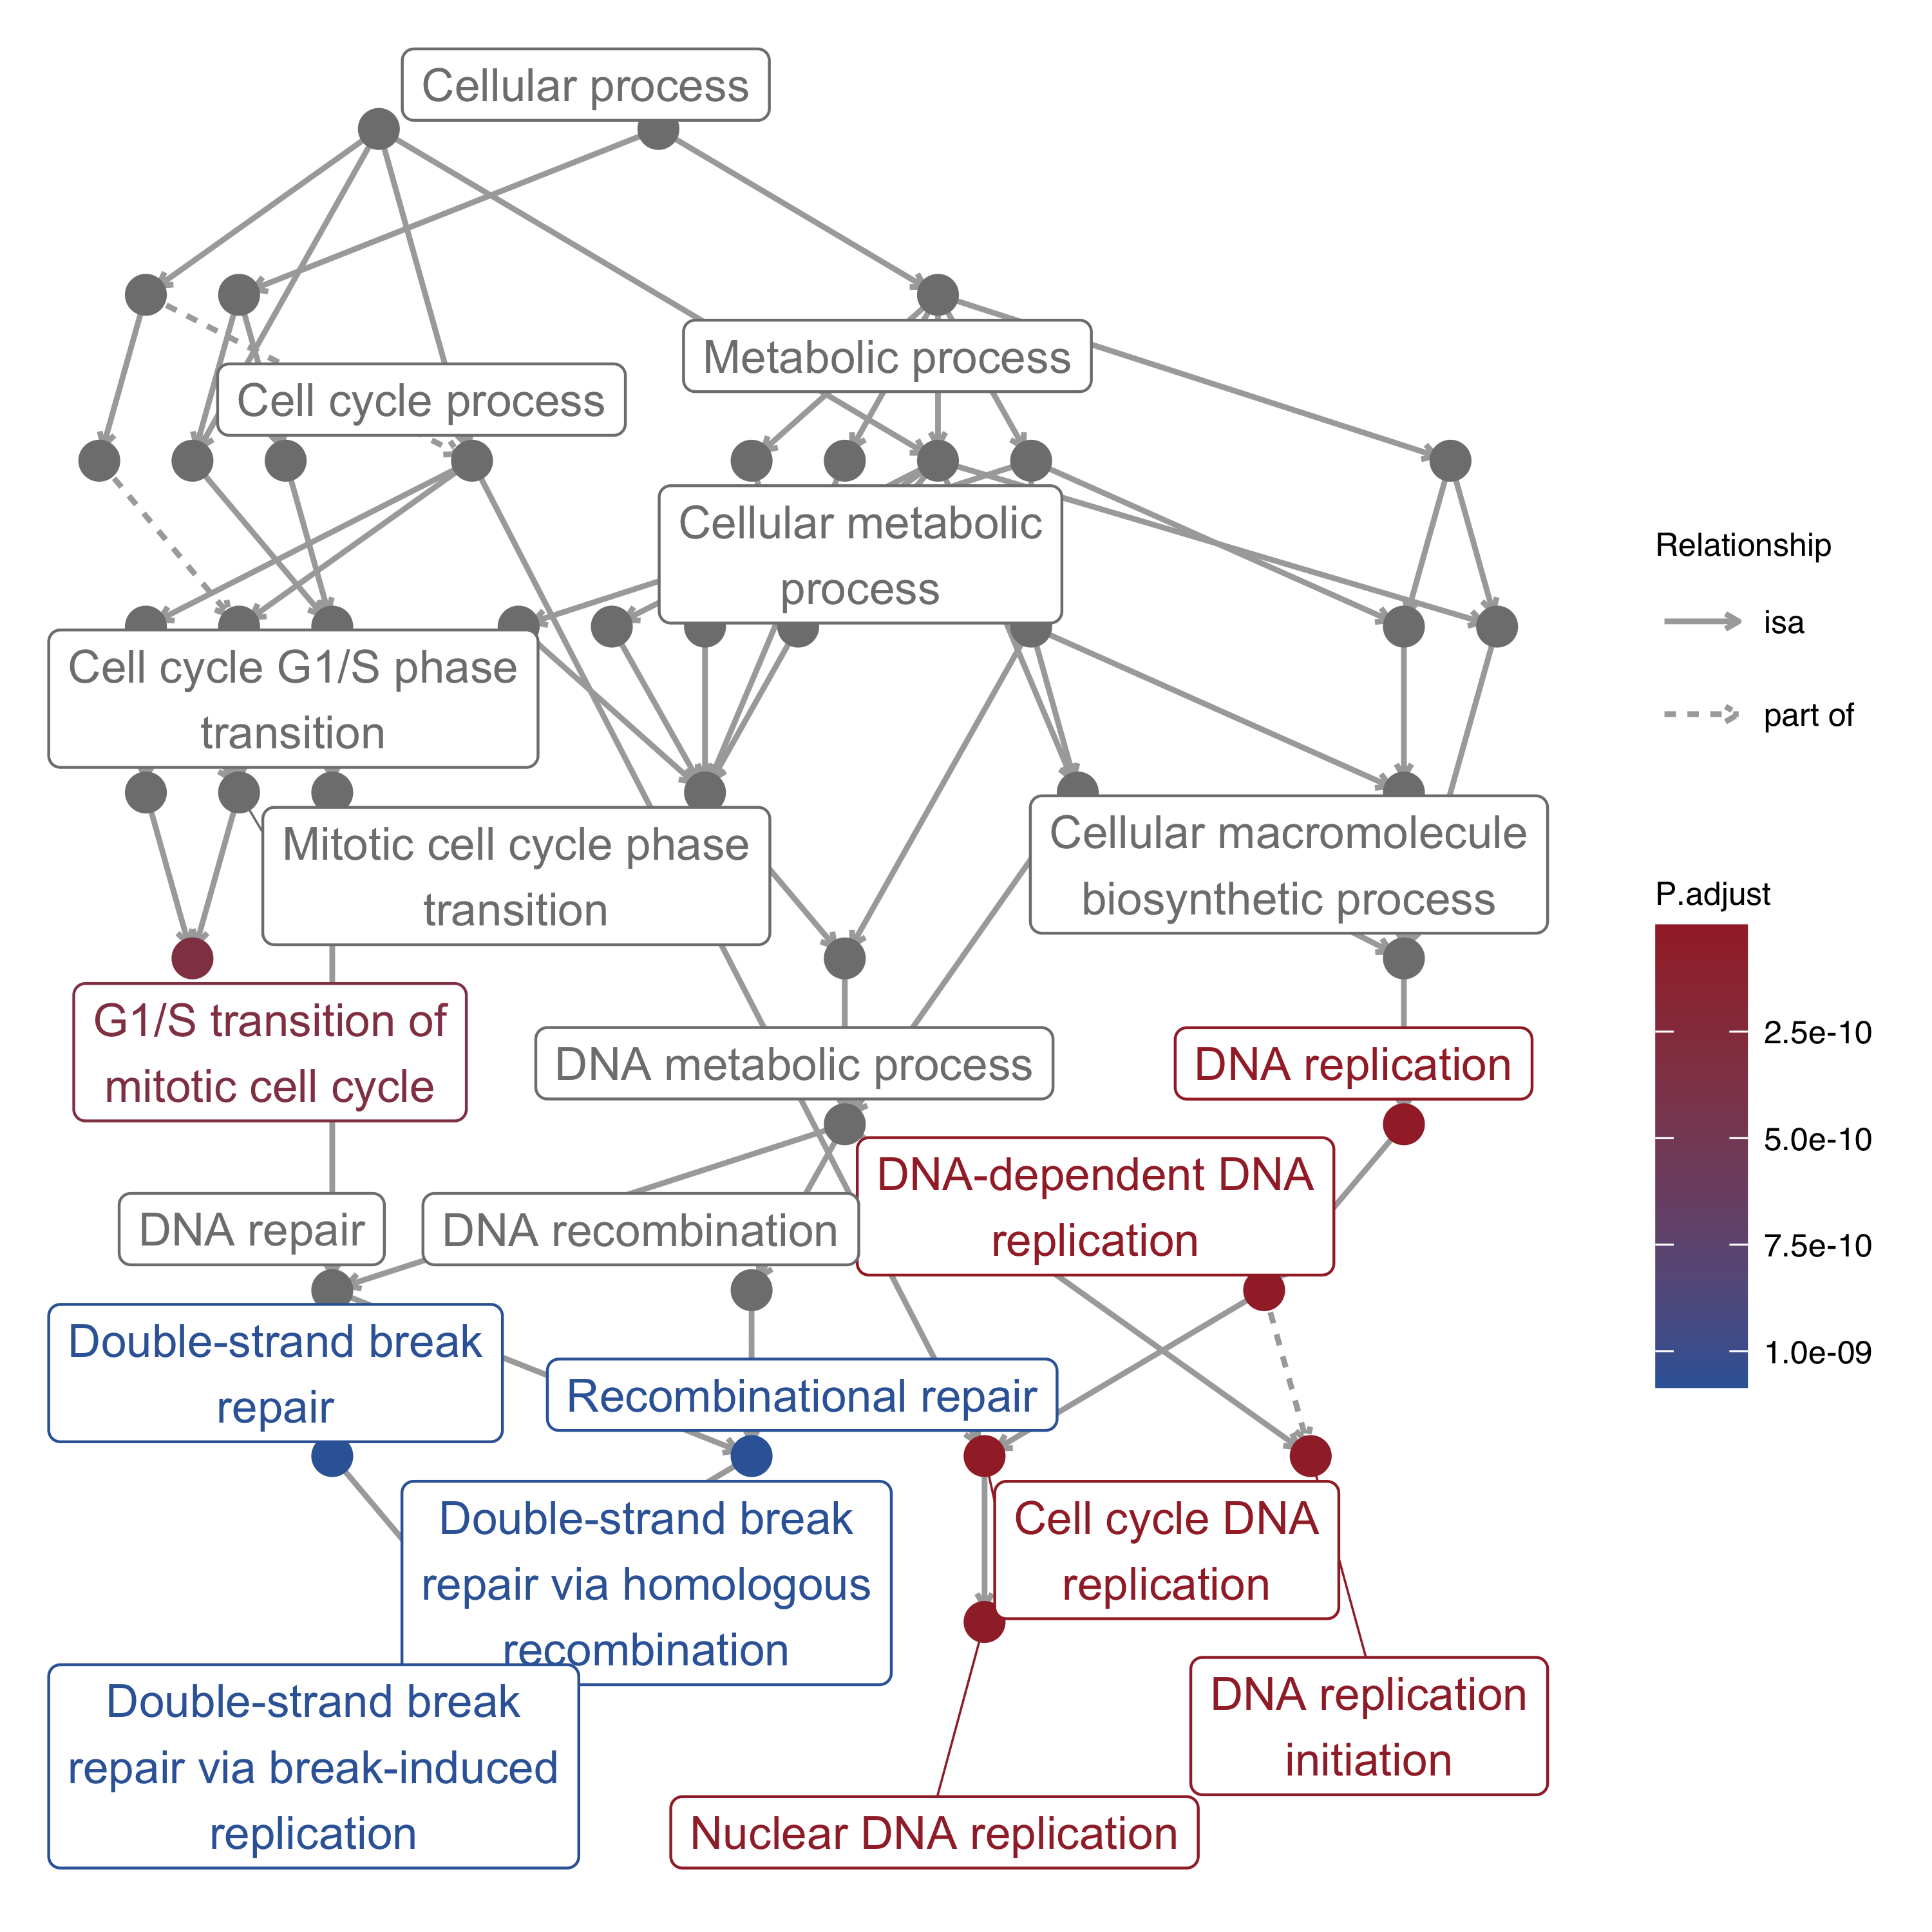 Cellular process
Metabolic process
Cell cycle process
Cellular metabolic
process
Relationship
isa
part of
Cell cycle G1/S phase
transition
Mitotic cell cycle phase
transition
Cellular macromolecule
biosynthetic process
P.adjust
2.5e-10
5.0e-10
7.5e-10
1.0e-09
G1/S transition of
mitotic cell cycle
DNA metabolic process
DNA replication
DNA-dependent DNA
replication
DNA repair
DNA recombination
Double-strand break
repair
Recombinational repair
Double-strand break
repair via homologous
recombination
Cell cycle DNA
replication
Double-strand break
repair via break-induced
replication
DNA replication
initiation
Nuclear DNA replication